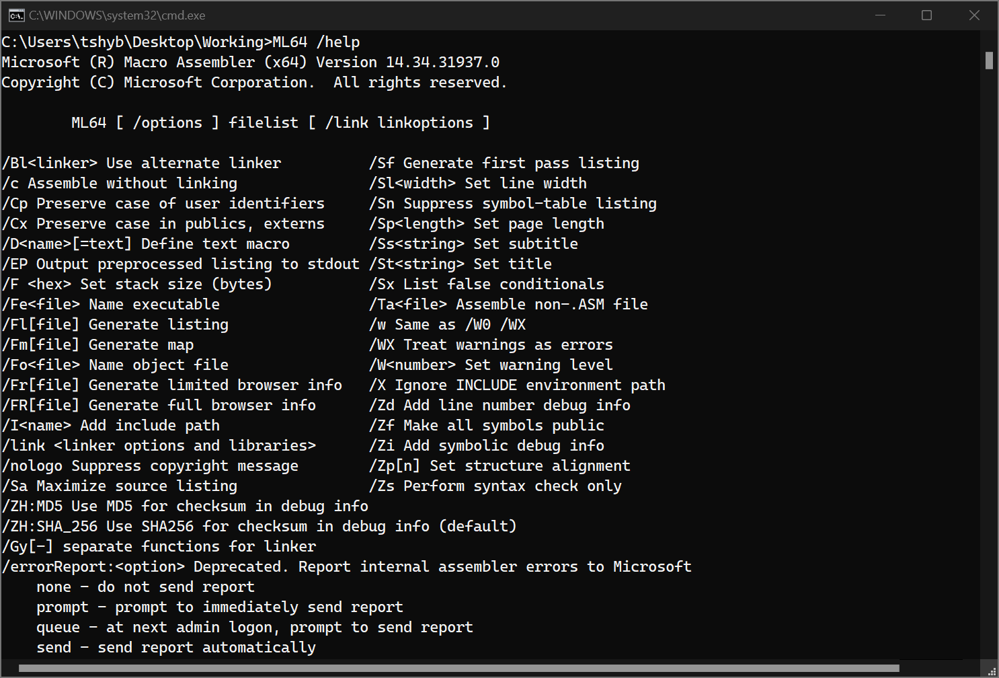 C:\WINDOWS\system32\cmd.exe
C:\Users\tshyb\Desktop\Working>ML64 /help
Microsoft (R) Macro Assembler (x64) Version 14.34.31937.0
Copyright (C) Microsoft Corporation.  All rights reserved.
ML64 [ /options ] filelist [ /link linkoptions ]
/Bl<linker> Use alternate linker          /Sf Generate first pass listing
/c Assemble without linking               /Sl<width> Set line width
/Cp Preserve case of user identifiers     /Sn Suppress symbol-table listing
/Cx Preserve case in publics, externs     /Sp<length> Set page length
/D<name>[=text] Define text macro         /Ss<string> Set subtitle
/EP Output preprocessed listing to stdout /St<string> Set title
/F <hex> Set stack size (bytes)           /Sx List false conditionals
/Fe<file> Name executable                 /Ta<file> Assemble non-.ASM file
/Fl[file] Generate listing                /w Same as /W0 /WX
/Fm[file] Generate map                    /WX Treat warnings as errors
/Fo<file> Name object file                /W<number> Set warning level
/Fr[file] Generate limited browser info   /X Ignore INCLUDE environment path
/FR[file] Generate full browser info      /Zd Add line number debug info
/I<name> Add include path                 /Zf Make all symbols public
/link <linker options and libraries>      /Zi Add symbolic debug info
/nologo Suppress copyright message        /Zp[n] Set structure alignment
/Sa Maximize source listing               /Zs Perform syntax check only
/ZH:MD5 Use MD5 for checksum in debug info
/ZH:SHA_256 Use SHA256 for checksum in debug info (default)
/Gy[-] separate functions for linker
/errorReport:<option> Deprecated. Report internal assembler errors to Microsoft
none - do not send report
prompt - prompt to immediately send report
queue - at next admin logon, prompt to send report
send - send report automatically